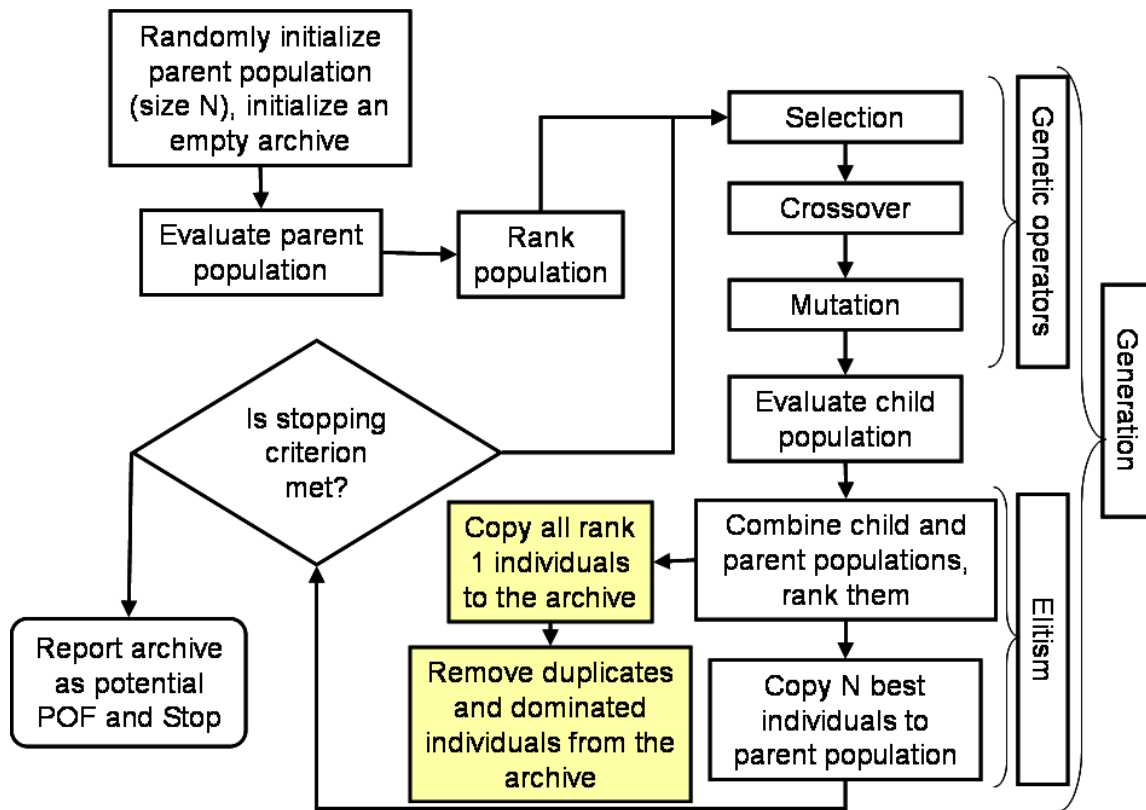 Randomly initialize
parent population
(size N), initialize an
empty archive
Evaluate parent
population
Rank
population
Selection
Crossover
Mutation
Genetic operators
Evaluate child
population
Generation
Is stopping
criterion
met?
Combine child and
parent populations,
rank them
Copy all rank
1 individuals
to the archive
Elitism
Remove duplicates
and dominated
individuals from the
archive
Copy N best
individuals to
parent population
Report archive
as potential
POF and Stop